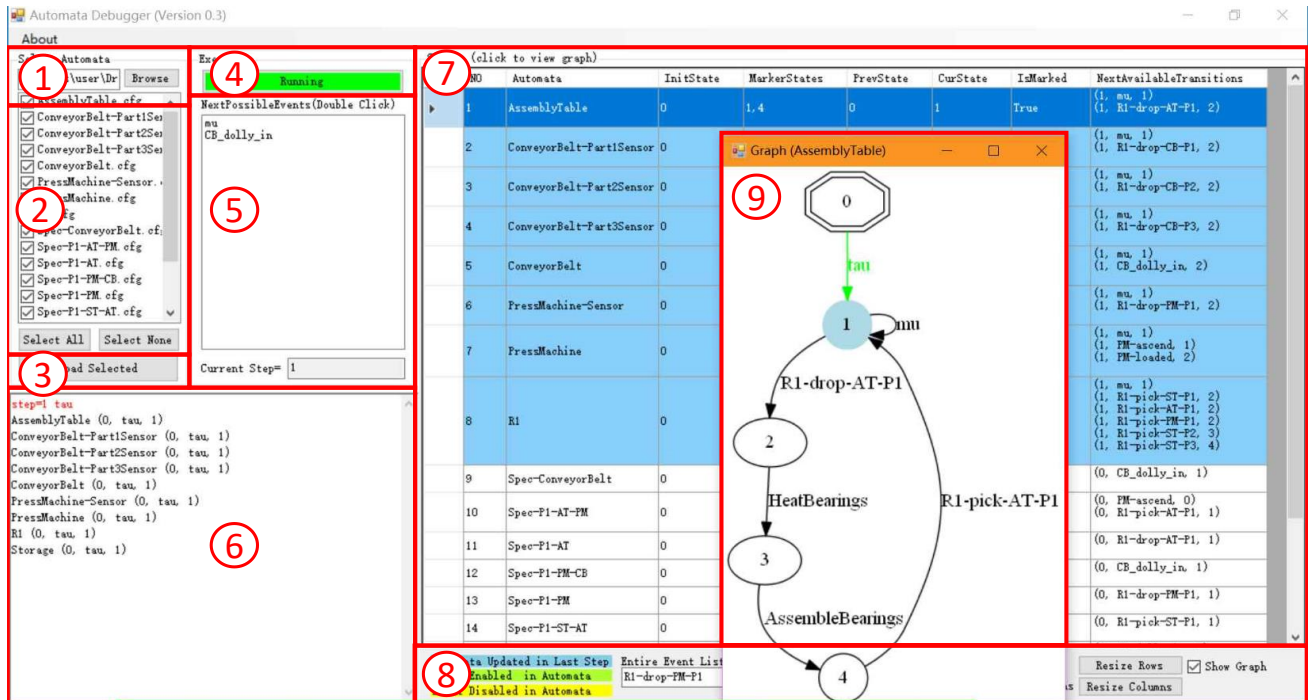 Automata Debugger (Version 0.3)
About
Automata
\user\Dr Browse
AssemblyTable.cfg
ConveyorBelt-Part1Se
ConveyorBelt-Part2Se
ConveyorBelt-Part3Se
ConveyorBelt.cfg
PressMachine-Sensor.
Machine.cfg
Spec-ConveyorBelt.cf
Spec-P1-AT-PM.cfg
Spec-P1-AT.cfg
Spec-P1-PM-CB.cfg
Spec-P1-PM.cfg
Spec-P1-ST-AT.cfg
Select All Select None
Selected
1
2
3
4
Running
NextPossibleEvents(Double Click)
mu
CB_dolly_in
5
Current Step= 1
step=1 tau
AssemblyTable (0, tau, 1)
ConveyorBelt-Part1Sensor (0, tau, 1)
ConveyorBelt-Part2Sensor (0, tau, 1)
ConveyorBelt-Part3Sensor (0, tau, 1)
ConveyorBelt (0, tau, 1)
PressMachine-Sensor (0, tau, 1)
PressMachine (0, tau, 1)
R1 (0, tau, 1)
Storage (0, tau, 1)
6
7
(click to view graph)
NO Automata InitState MarkerStates PrevState CurState IsMarked NextAvailableTransitions
1 AssemblyTable 0 1,4 0 1 True (1, mu, 1)
(1, R1-drop-AT-P1, 2)
2 ConveyorBelt-Part1Sensor 0 (1, mu, 1)
(1, R1-drop-CB-P1, 2)
3 ConveyorBelt-Part2Sensor 0 (1, mu, 1)
(1, R1-drop-CB-P2, 2)
4 ConveyorBelt-Part3Sensor 0 (1, mu, 1)
(1, R1-drop-CB-P3, 2)
5 ConveyorBelt 0 (1, mu, 1)
(1, CB_dolly_in, 2)
6 PressMachine-Sensor 0 (1, mu, 1)
(1, R1-drop-PM-P1, 2)
7 PressMachine 0 (1, mu, 1)
(1, PM-ascend, 1)
(1, PM-loaded, 2)
8 R1 0 (1, mu, 1)
(1, R1-pick-ST-P1, 2)
(1, R1-pick-AT-P1, 2)
(1, R1-pick-PM-P1, 2)
(1, R1-pick-ST-P2, 3)
(1, R1-pick-ST-P3, 4)
9 Spec-ConveyorBelt 0 (0, CB_dolly_in, 1)
10 Spec-P1-AT-PM 0 (0, PM-ascend, 0)
(0, R1-pick-AT-P1, 1)
11 Spec-P1-AT 0 (0, R1-drop-AT-P1, 1)
12 Spec-P1-PM-CB 0 (0, CB_dolly_in, 1)
13 Spec-P1-PM 0 (0, R1-drop-PM-P1, 1)
14 Spec-P1-ST-AT 0 (0, R1-pick-ST-P1, 1)
Graph (AssemblyTable)
9
0
tau
1 mu
R1-drop-AT-P1
2
HeatBearings
R1-pick-AT-P1
3
AssembleBearings
4
8
Updated in Last Step
Enabled in Automata
Disabled in Automata
Entire Event List
R1-drop-PM-P1
Resize Rows Show Graph
Resize Columns